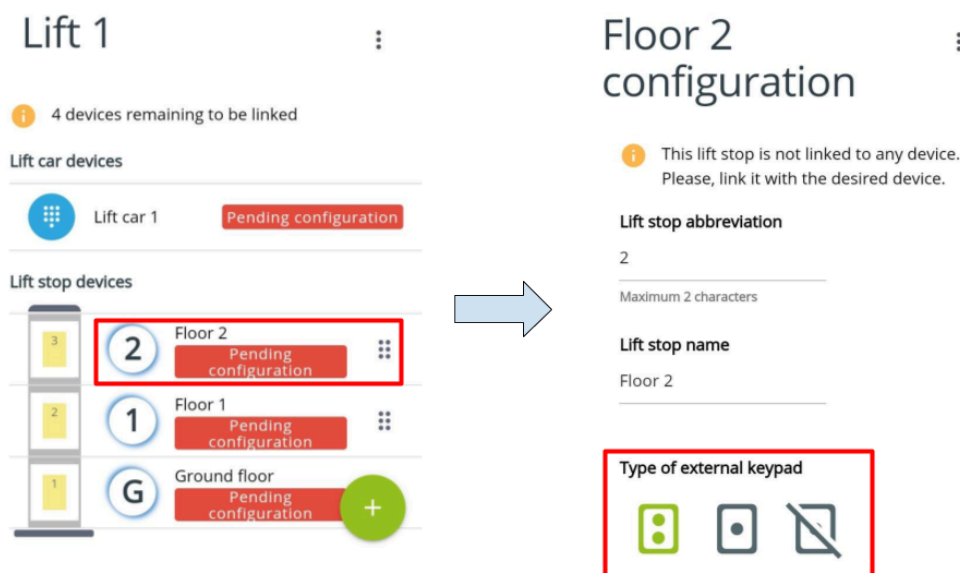 Lift 1
4 devices remaining to be linked
Lift car devices
Lift car 1
Pending configuration
Lift stop devices
3
2
Floor 2
Pending
configuration
2
1
Floor 1
Pending
configuration
1
G
Ground floor
Pending
configuration
+
Floor 2
configuration
This lift stop is not linked to any device.
Please, link it with the desired device.
Lift stop abbreviation
2
Maximum 2 characters
Lift stop name
Floor 2
Type of external keypad